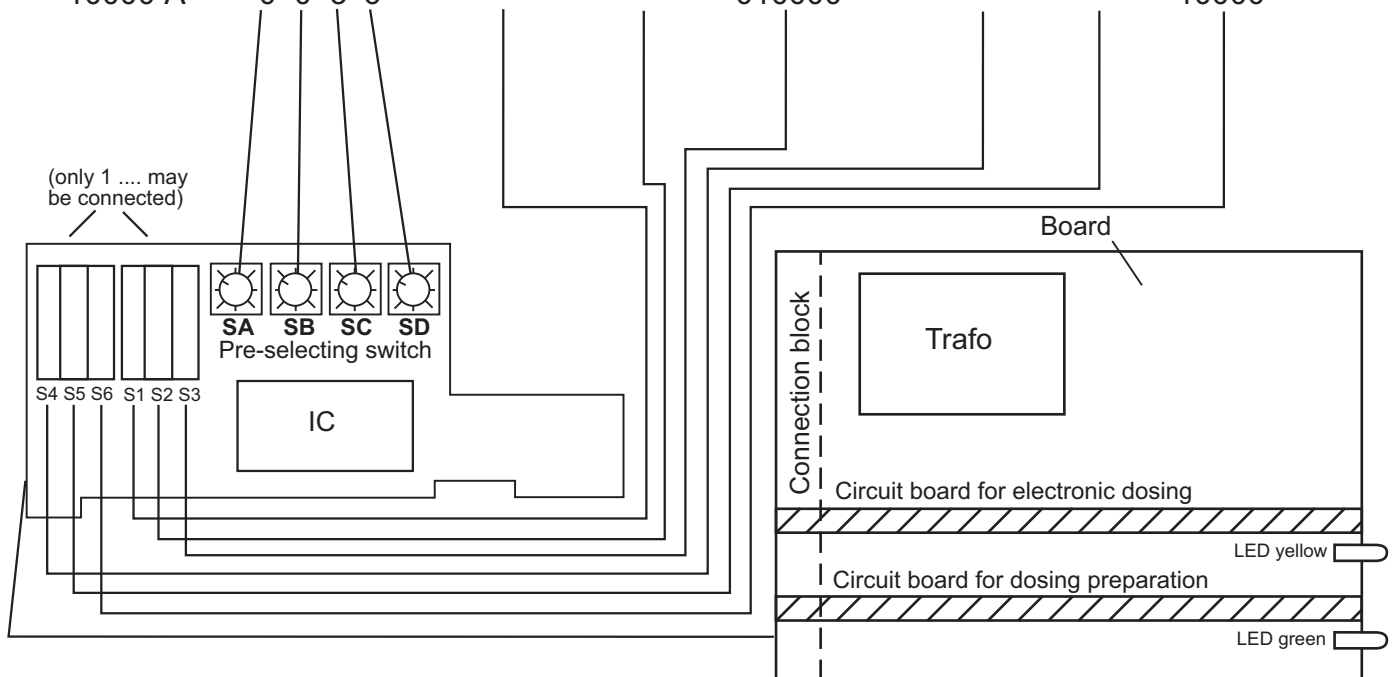 (only 1 .... may
be connected)
SA SB SC SD
Pre-selecting switch
S4 S5 S6 S1 S2 S3
IC
Board
Connection block
Trafo
Circuit board for electronic dosing
LED yellow
Circuit board for dosing preparation
LED green